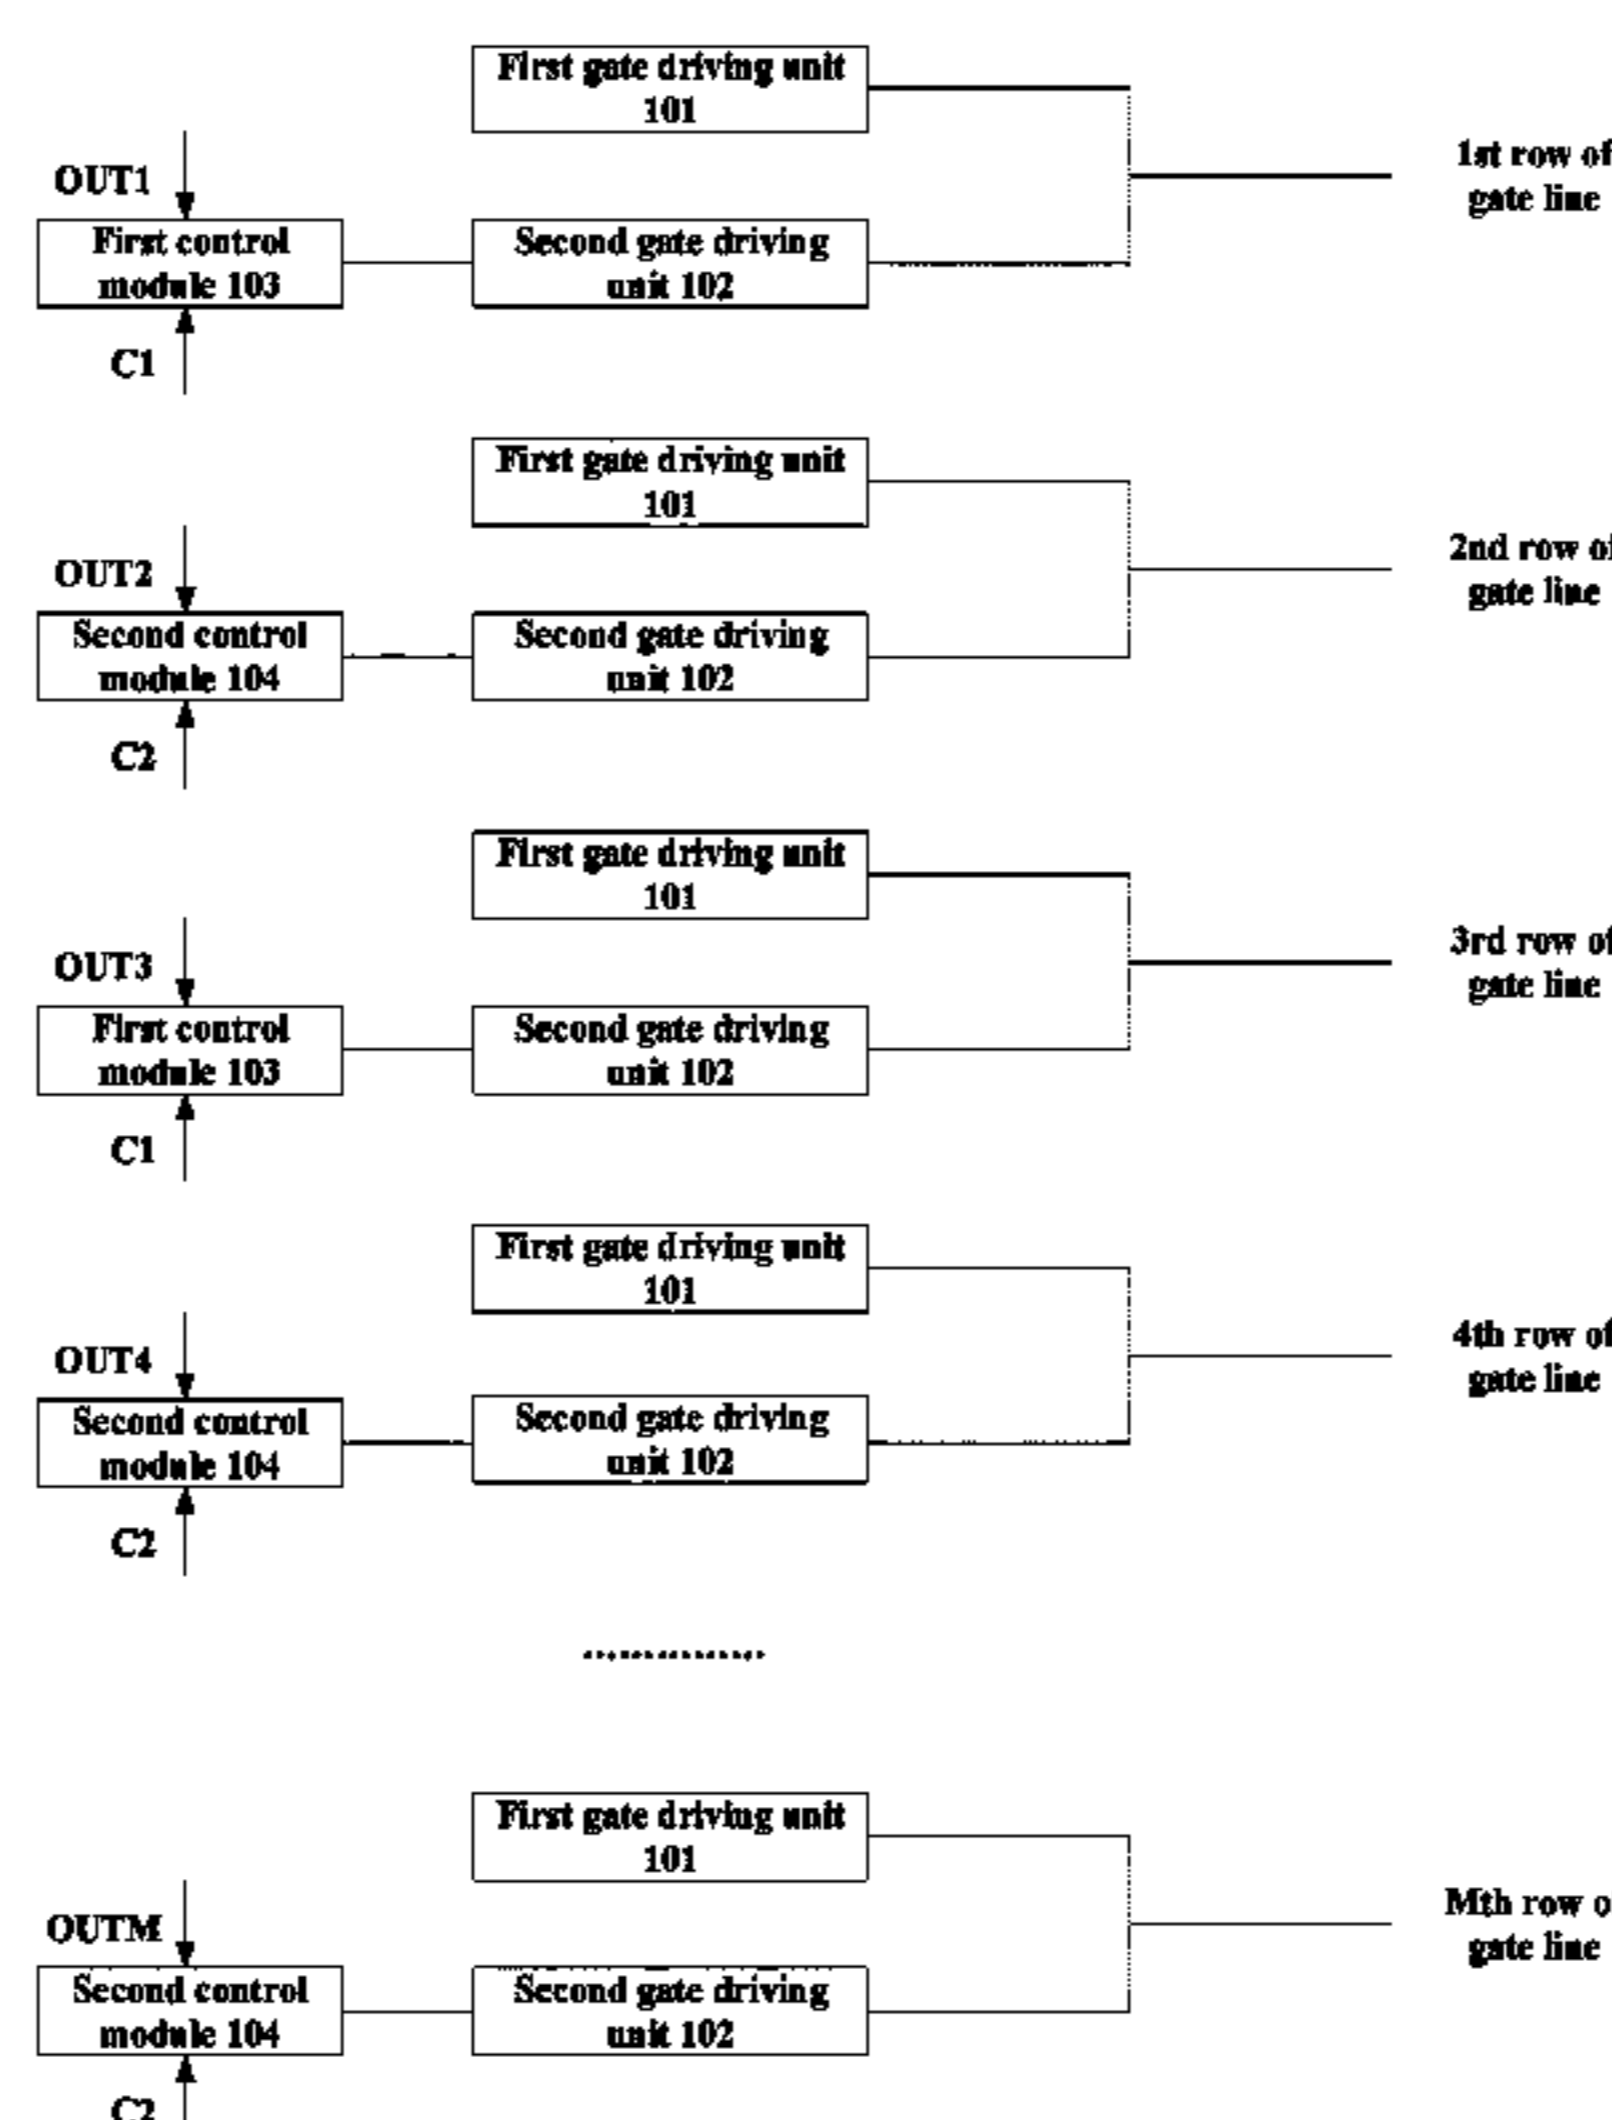 First gate driving unit
101
1st row of
gate line
OUT1
First control
module 103
Second gate driving
unit 102
C1
First gate driving unit
101
2nd row of
gate line
OUT2
Second control
module 104
Second gate driving
unit 102
C2
First gate driving unit
101
3rd row of
gate line
OUT3
First control
module 103
Second gate driving
unit 102
C1
First gate driving unit
101
4th row of
gate line
OUT4
Second control
module 104
Second gate driving
unit 102
C2
..............
First gate driving unit
101
Mth row o
gate line
OUTM
Second control
module 104
Second gate driving
unit 102
C2